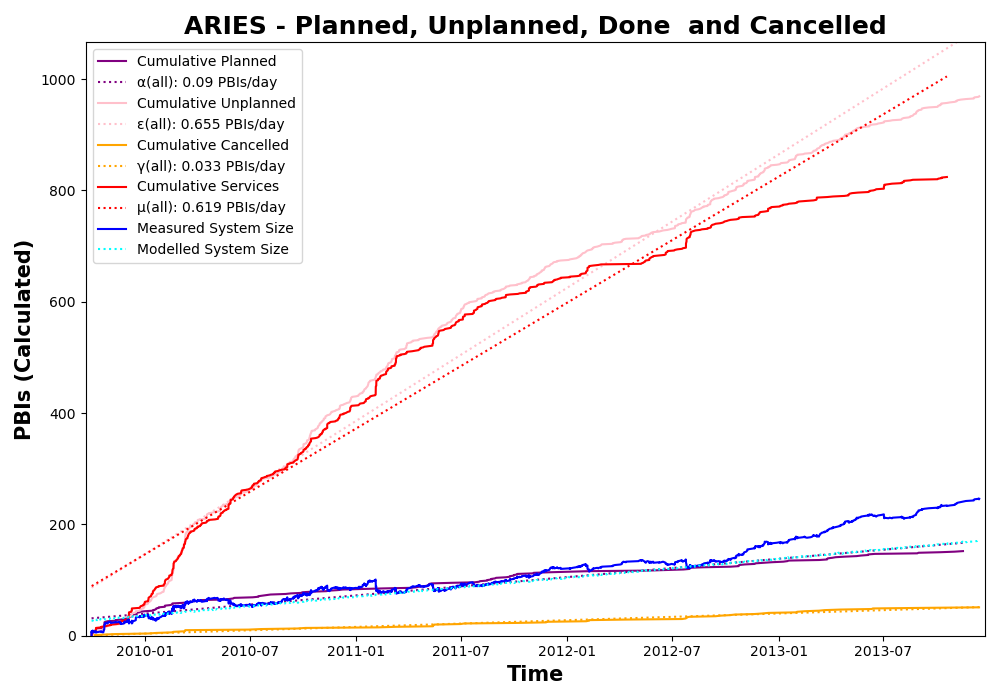 ARIES - Planned, Unplanned, Done  and Cancelled
Cumulative Planned
α(all): 0.09 PBIs/day
Cumulative Unplanned
ε(all): 0.655 PBIs/day
Cumulative Cancelled
γ(all): 0.033 PBIs/day
Cumulative Services
μ(all): 0.619 PBIs/day
Measured System Size
Modelled System Size
PBIs (Calculated)
1000
800
600
400
200
0
2010-01 2010-07 2011-01 2011-07 2012-01 2012-07 2013-01 2013-07
Time